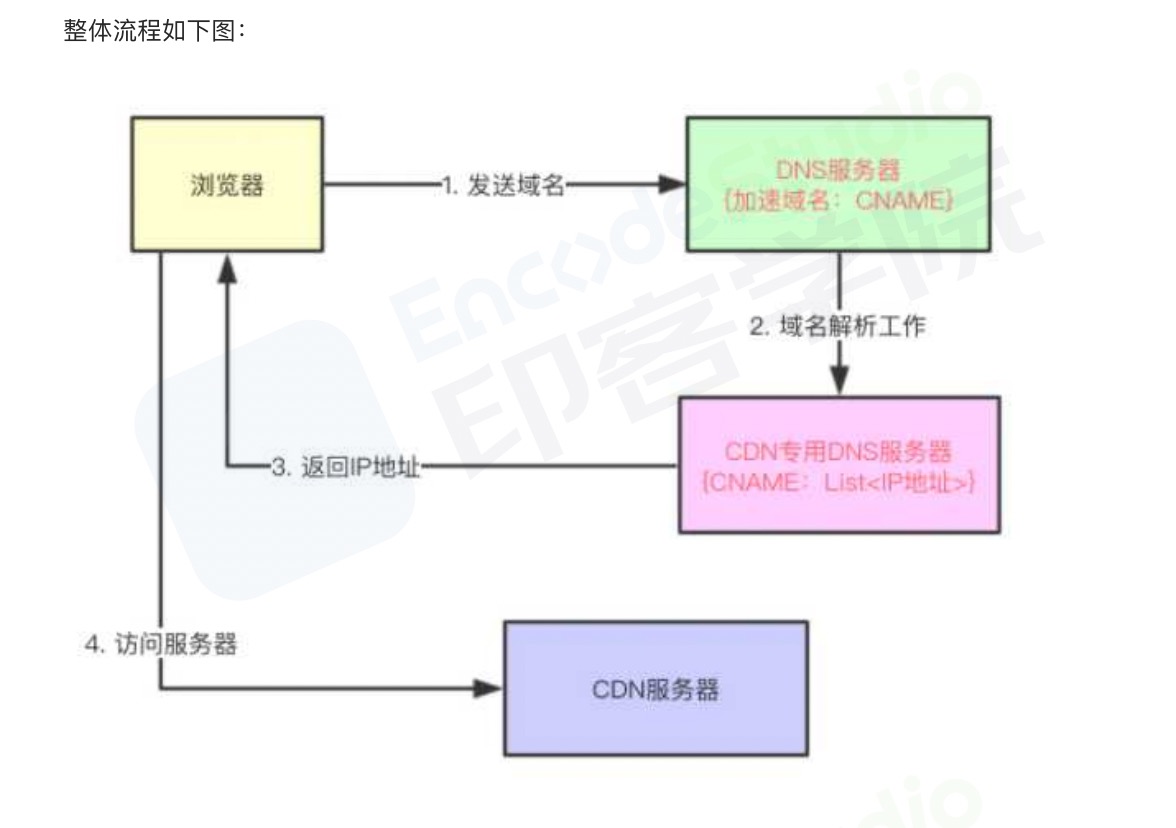 整体流程如下图：
浏览器
1. 发送域名
DNS服务器
{加速域名：CNAME}
2. 域名解析工作
CDN专用DNS服务器
{CNAME：List<IP地址>}
3. 返回IP地址
4. 访问服务器
CDN服务器
Encode Studio
印客学院
dio